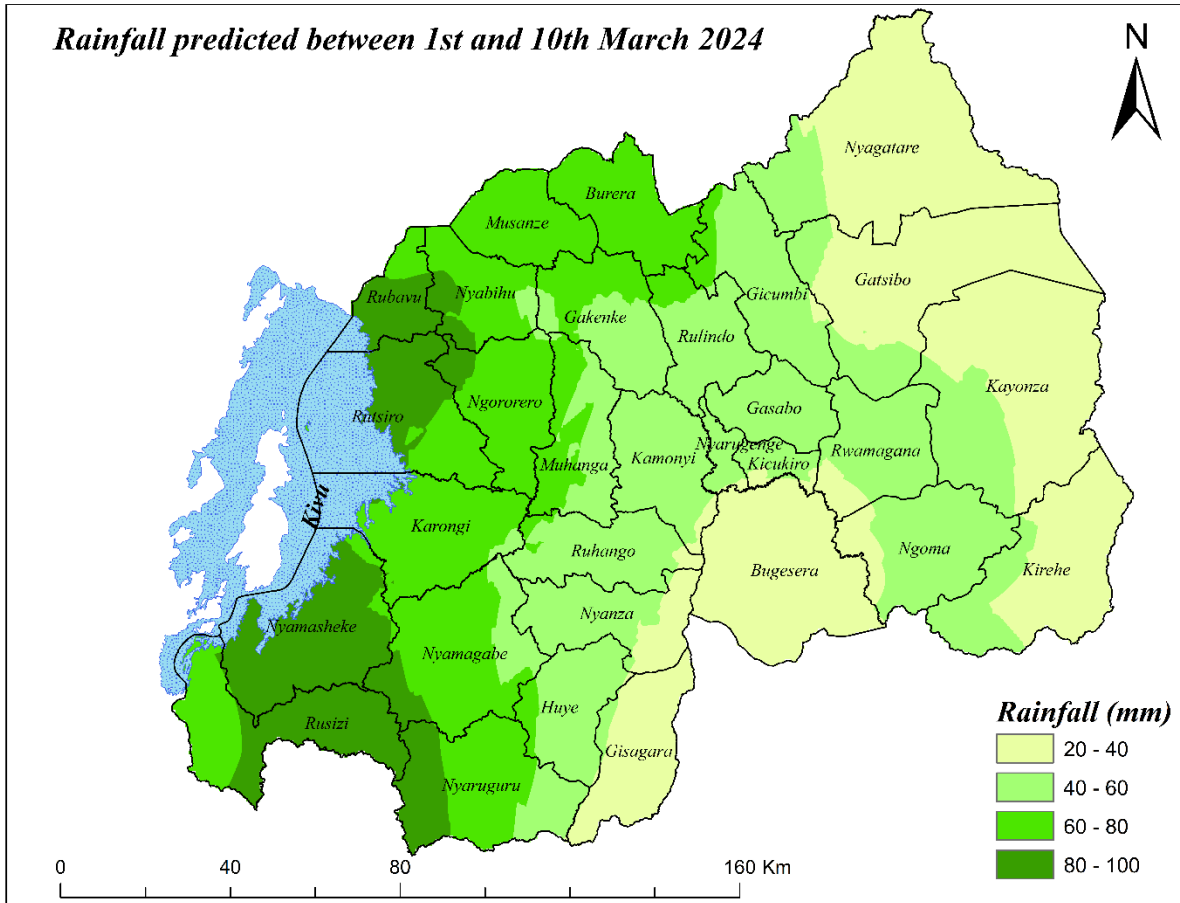 Rainfall predicted between 1st and 10th March 2024
N
Nyagatare
Burera
Musanze
Gatsibo
Rubavu
Nyabihu
Gicumbi
Gakenke
Rulindo
Kayonza
Ngororero
Gasabo
Rutsiro
Nyarugenge
Rwamagana
Muhanga
Kamonyi
Kicukiro
Kivu
Karongi
Ruhango
Ngoma
Bugesera
Kirehe
Nyanza
Nyamasheke
Nyamagabe
Huye
Rusizi
Gisagara
Nyaruguru
Rainfall (mm)
20 - 40
40 - 60
60 - 80
80 - 100
0 40 80 160 Km